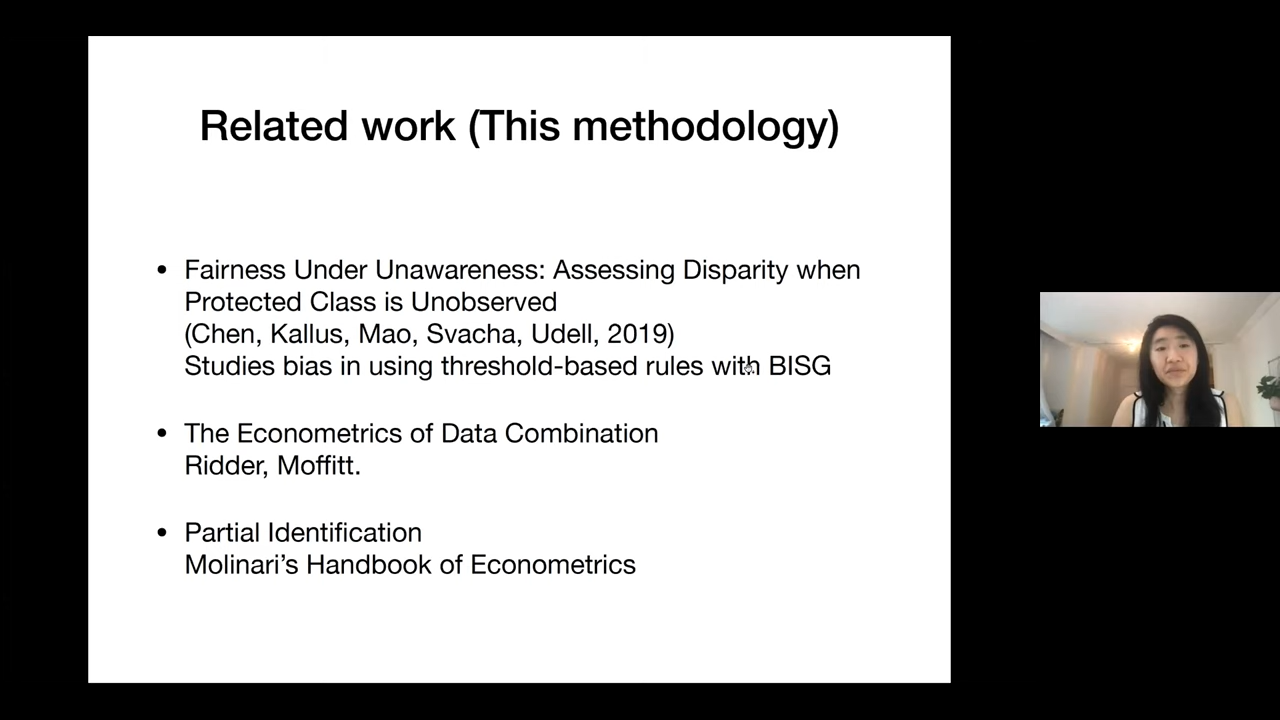 Related work (This methodology)
• Fairness Under Unawareness: Assessing Disparity when
Protected Class is Unobserved
(Chen, Kallus, Mao, Svacha, Udell, 2019)
Studies bias in using threshold-based rules with BISG
• The Econometrics of Data Combination
Ridder, Moffitt.
• Partial Identification
Molinari’s Handbook of Econometrics